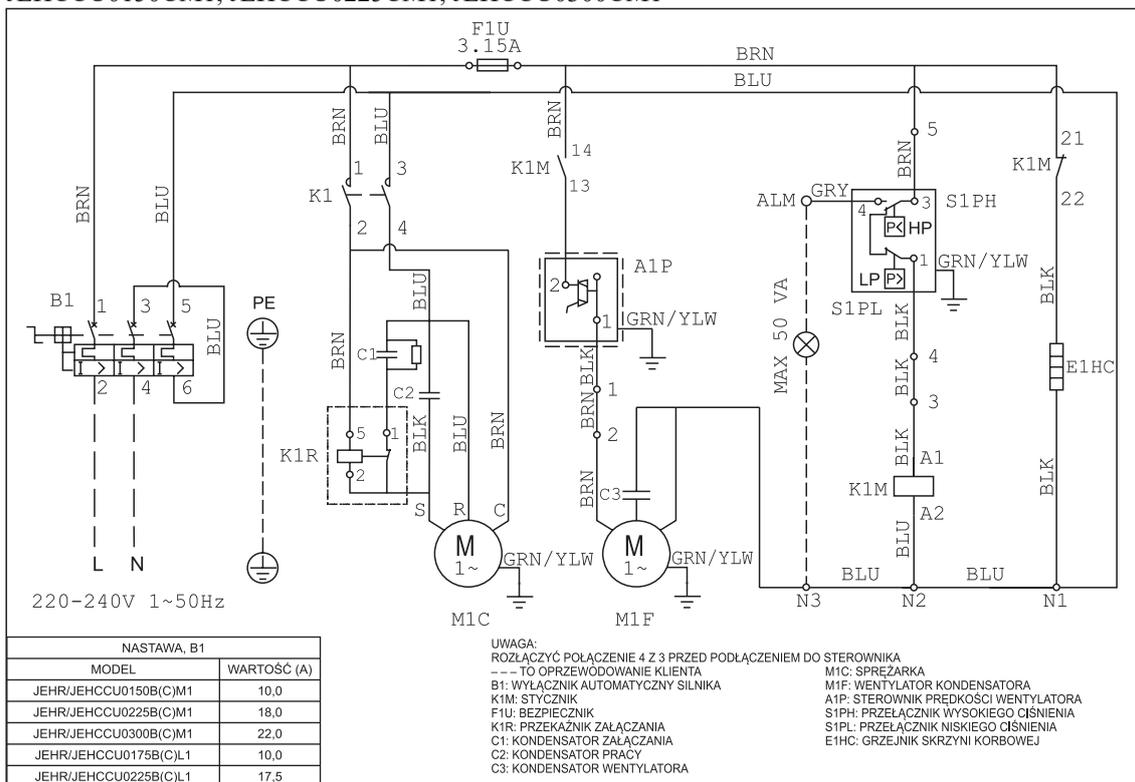 F1U
3.15A
BRN
BLU
BRN
BLU
BRN
5
21
K1M
14
13
K1M
22
1
3
K1
2
4
BRN
ALM
GRY
4
3
S1PH
P<
HP
1
LP
P>
GRN/YLW
S1PL
BRN
BLU
A1P
2
1
GRN/YLW
B1
1
3
5
BLU
2
4
6
PE
BLU
BRN
C1
C2
BLK
BLU
BRN
K1R
5
1
2
S
R
C
M
1~
GRN/YLW
M1C
BLK
1
BRN
2
BRN
C3
M
1~
GRN/YLW
M1F
MAX 50 VA
BLK
4
BLK
3
BLK
A1
K1M
A2
BLU
BLK
E1HC
BLK
BLU
BLU
N3
N2
N1
L
N
220-240V 1~50Hz
NASTAWA, B1
MODEL WARTOŚĆ (A)
JEHR/JEHCCU0150B(C)M1 10,0
JEHR/JEHCCU0225B(C)M1 18,0
JEHR/JEHCCU0300B(C)M1 22,0
JEHR/JEHCCU0175B(C)L1 10,0
JEHR/JEHCCU0225B(C)L1 17,5
UWAGA:
ROZŁĄCZYĆ POŁĄCZENIE 4 Z 3 PRZED PODŁĄCZENIEM DO STEROWNIKA
---- TO OPRZEWODOWANIE KLIENTA
B1: WYŁĄCZNIK AUTOMATYCZNY SILNIKA
K1M: STYCZNIK
F1U: BEZPIECZNIK
K1R: PRZEKAŹNIK ZAŁĄCZANIA
C1: KONDENSATOR ZAŁĄCZANIA
C2: KONDENSATOR PRACY
C3: KONDENSATOR WENTYLATORA
M1C: SPRĘŻARKA
M1F: WENTYLATOR KONDENSATORA
A1P: STEROWNIK PRĘDKOŚCI WENTYLATORA
S1PH: PRZEŁĄCZNIK WYSOKIEGO CIŚNIENIA
S1PL: PRZEŁĄCZNIK NISKIEGO CIŚNIENIA
E1HC: GRZEJNIK SKRZYNI KORBOWEJ